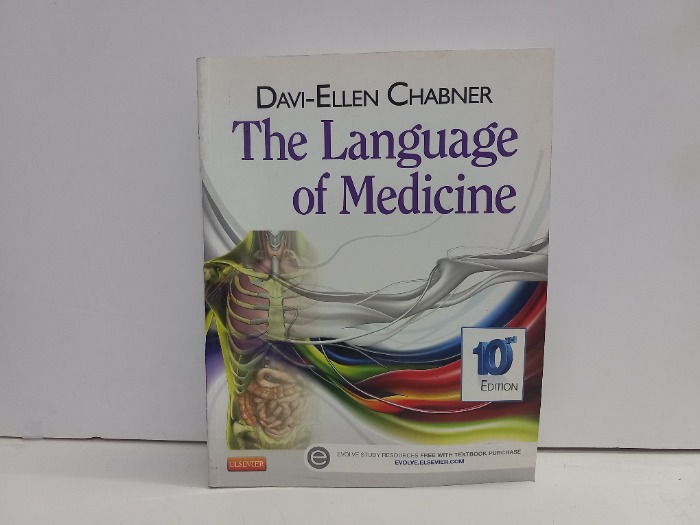 DAVI-ELLEN CHABNER
The Language
of Medicine
10TH
EDITION
ELSEVIER
e
EVOLVE STUDY RESOURCES FREE WITH TEXTBOOK PURCHASE
EVOLVE.ELSEVIER.COM